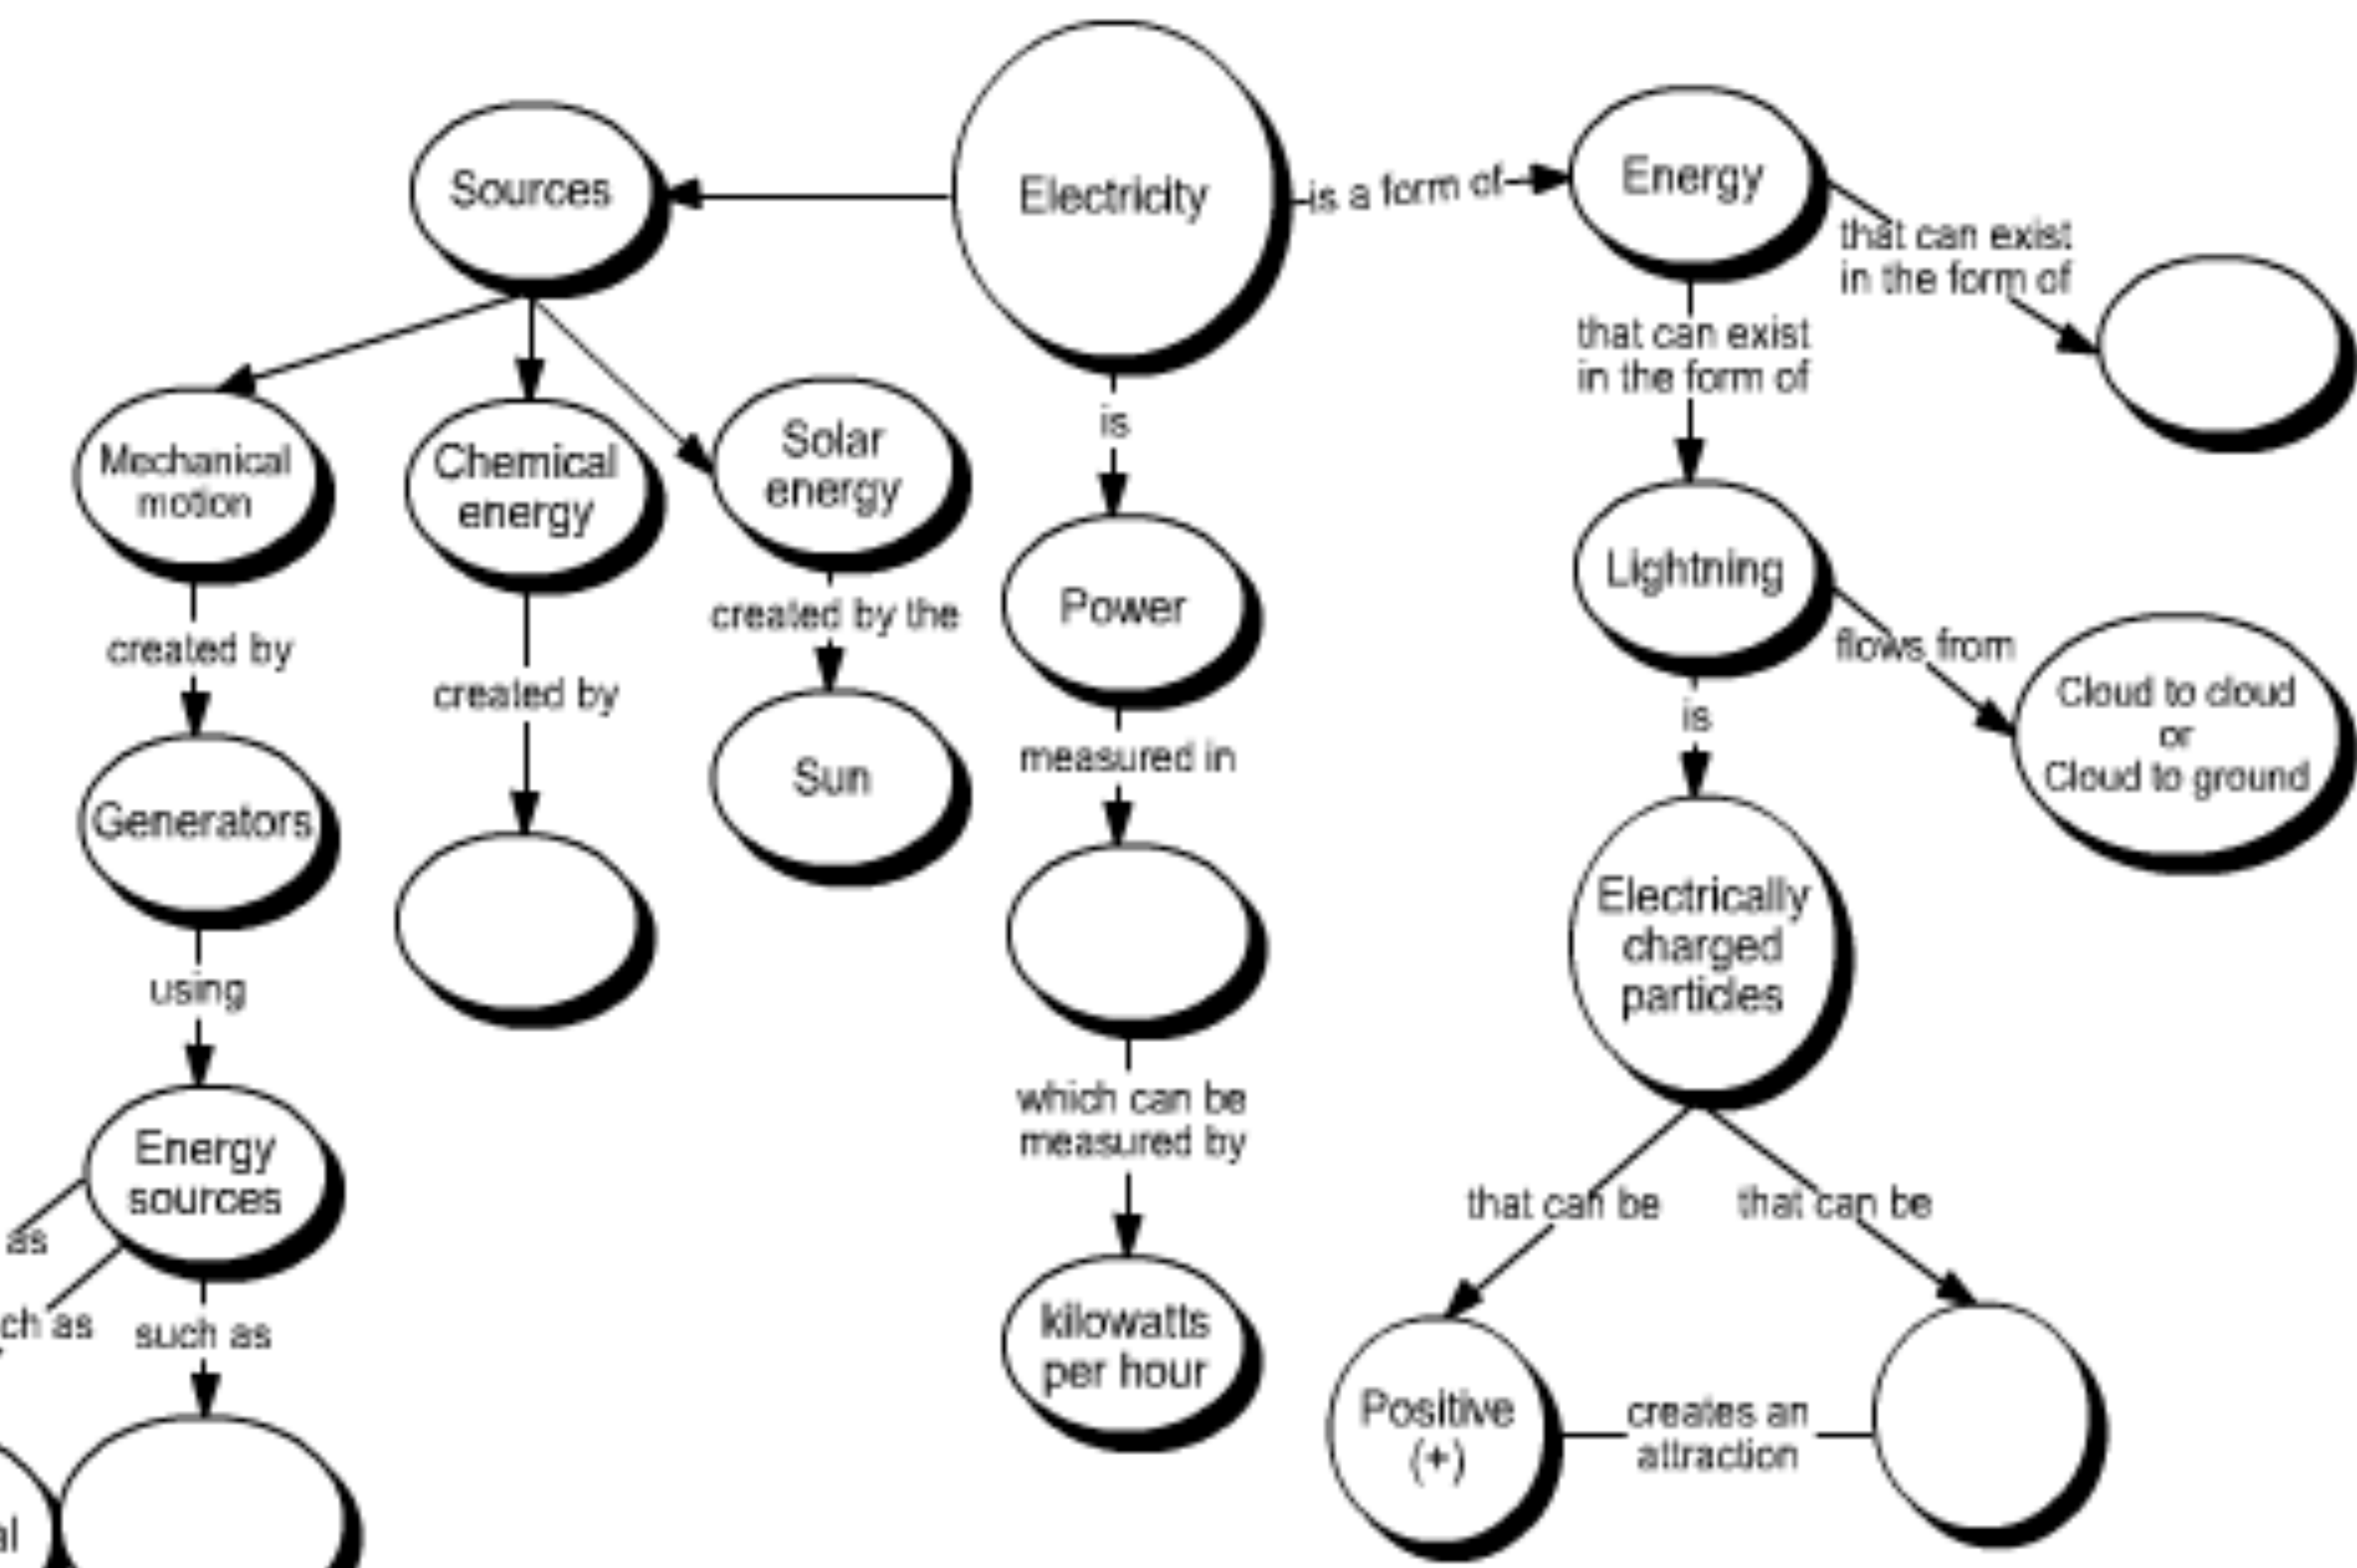 Electricity
Sources
is a form of
Energy
that can exist
in the form of
that can exist
in the form of
Mechanical
motion
Chemical
energy
Solar
energy
is
Power
Lightning
flows from
Cloud to cloud
or
Cloud to ground
created by
created by
created by the
Sun
measured in
is
Generators
Electrically
charged
particles
using
which can be
measured by
Energy
sources
that can be
that can be
as
ch as
such as
kilowatts
per hour
Positive
(+)
creates an
attraction
al